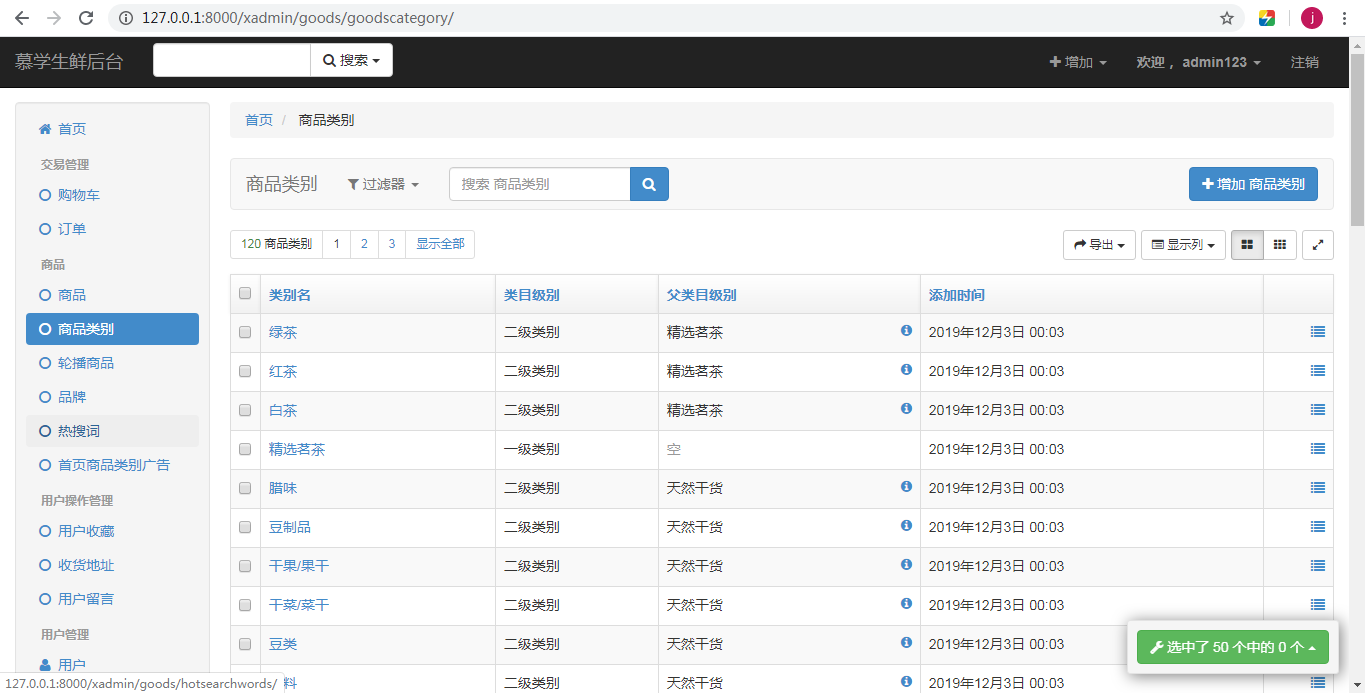 127.0.0.1:8000/xadmin/goods/goodscategory/
j
慕学生鲜后台 搜索 增加 欢迎， admin123 注销
首页
交易管理
购物车
订单
商品
商品
商品类别
轮播商品
品牌
热搜词
首页商品类别广告
用户操作管理
用户收藏
收货地址
用户留言
用户管理
用户
首页 / 商品类别
商品类别 过滤器 搜索 商品类别 增加 商品类别
120 商品类别 1 2 3 显示全部 导出 显示列
类别名 类目级别 父类目级别 添加时间
绿茶 二级类别 精选茗茶 2019年12月3日 00:03
红茶 二级类别 精选茗茶 2019年12月3日 00:03
白茶 二级类别 精选茗茶 2019年12月3日 00:03
精选茗茶 一级类别 空 2019年12月3日 00:03
腊味 二级类别 天然干货 2019年12月3日 00:03
豆制品 二级类别 天然干货 2019年12月3日 00:03
干果/果干 二级类别 天然干货 2019年12月3日 00:03
干菜/菜干 二级类别 天然干货 2019年12月3日 00:03
豆类 二级类别 天然干货 2019年12月3日 00:03
料 二级类别 天然干货 2019年12月3日 00:03
选中了 50 个中的 0 个
127.0.0.1:8000/xadmin/goods/hotsearchwords/